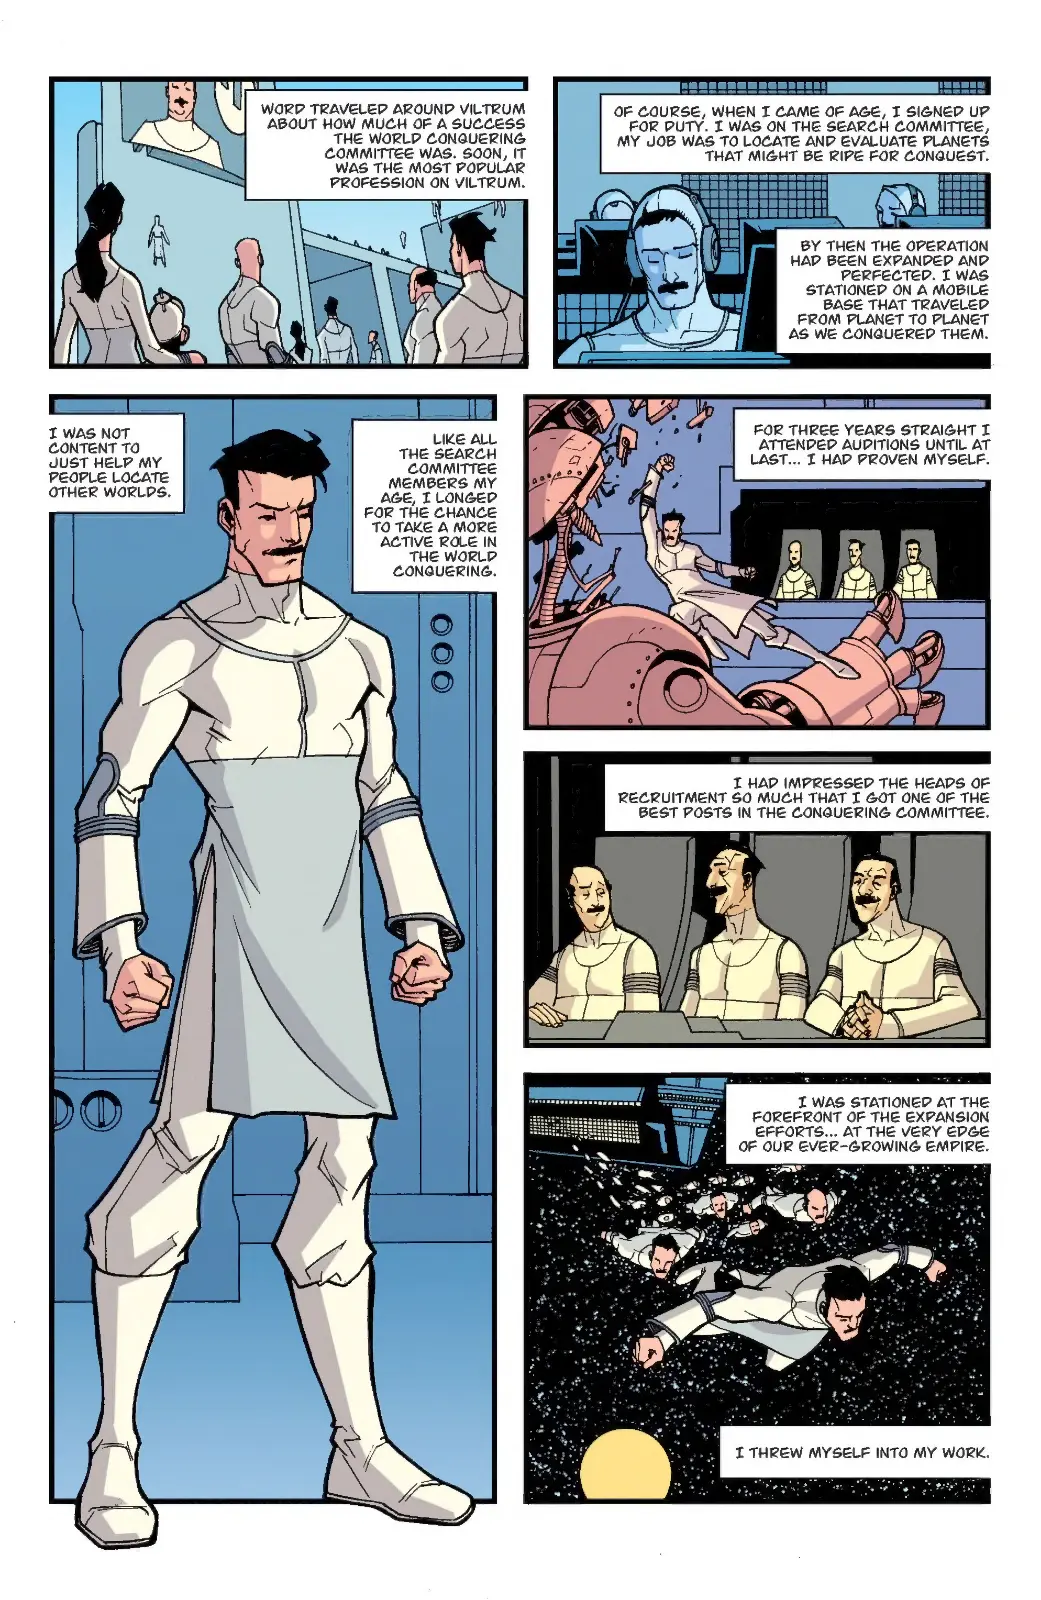 WORD TRAVELED AROUND VILTRUM
ABOUT HOW MUCH OF A SUCCESS
THE WORLD CONQUERING
COMMITTEE WAS. SOON, IT
WAS THE MOST POPULAR
PROFESSION ON VILTRUM.
OF COURSE, WHEN I CAME OF AGE, I SIGNED UP
FOR DUTY. I WAS ON THE SEARCH COMMITTEE,
MY JOB WAS TO LOCATE AND EVALUATE PLANETS
THAT MIGHT BE RIPE FOR CONQUEST.
BY THEN THE OPERATION
HAD BEEN EXPANDED AND
PERFECTED. I WAS
STATIONED ON A MOBILE
BASE THAT TRAVELED
FROM PLANET TO PLANET
AS WE CONQUERED THEM.
I WAS NOT
CONTENT TO
JUST HELP MY
PEOPLE LOCATE
OTHER WORLDS.
LIKE ALL
THE SEARCH
COMMITTEE
MEMBERS MY
AGE, I LONGED
FOR THE CHANCE
TO TAKE A MORE
ACTIVE ROLE IN
THE WORLD
CONQUERING.
FOR THREE YEARS STRAIGHT I
ATTENDED AUDITIONS UNTIL AT
LAST... I HAD PROVEN MYSELF.
I HAD IMPRESSED THE HEADS OF
RECRUITMENT SO MUCH THAT I GOT ONE OF THE
BEST POSTS IN THE CONQUERING COMMITTEE.
I WAS STATIONED AT THE
FOREFRONT OF THE EXPANSION
EFFORTS... AT THE VERY EDGE
OF OUR EVER-GROWING EMPIRE.
I THREW MYSELF INTO MY WORK.